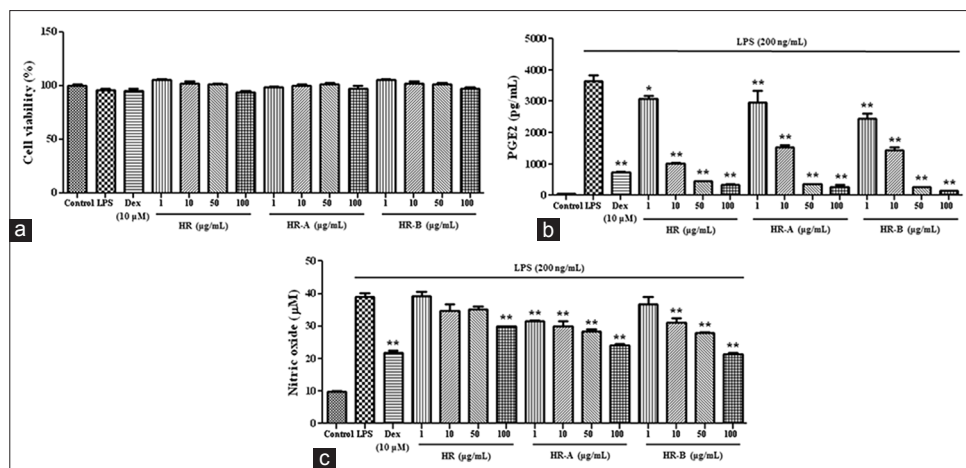 150
100
50
0
Cell viability (%)
Control LPS Dex 1 10 50 100 1 10 50 100 1 10 50 100
(10 µM) HR (µg/mL) HR-A (µg/mL) HR-B (µg/mL)
a
LPS (200 ng/mL)
5000
4000
3000
2000
1000
0
PGE2 (pg/mL)
** * ** ** ** ** ** ** ** ** ** ** **
Control LPS Dex 1 10 50 100 1 10 50 100 1 10 50 100
(10 µM) HR (µg/mL) HR-A (µg/mL) HR-B (µg/mL)
b
LPS (200 ng/mL)
50
40
30
20
10
0
Nitric oxide (µM)
** ** ** ** ** ** ** ** **
Control LPS Dex 1 10 50 100 1 10 50 100 1 10 50 100
(10 µM) HR (µg/mL) HR-A (µg/mL) HR-B (µg/mL)
c